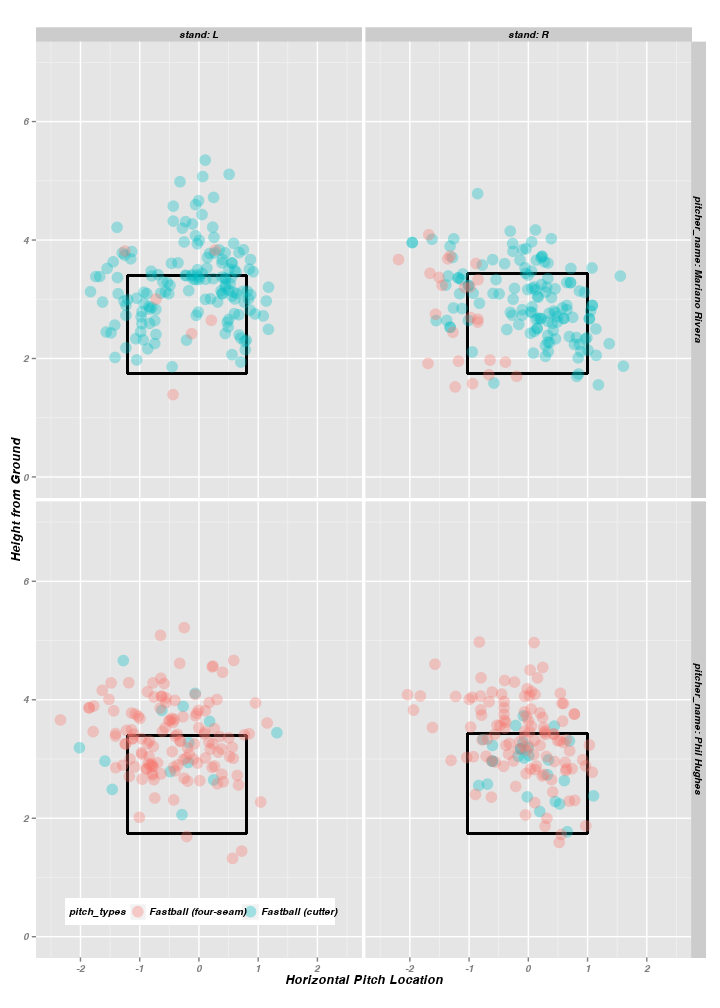 stand: L
stand: R
6
4
2
0
pitcher_name: Mariano Rivera
Height from Ground
6
4
2
0
pitcher_name: Phil Hughes
pitch_types Fastball (four-seam) Fastball (cutter)
-2 -1 0 1 2 -2 -1 0 1 2
Horizontal Pitch Location